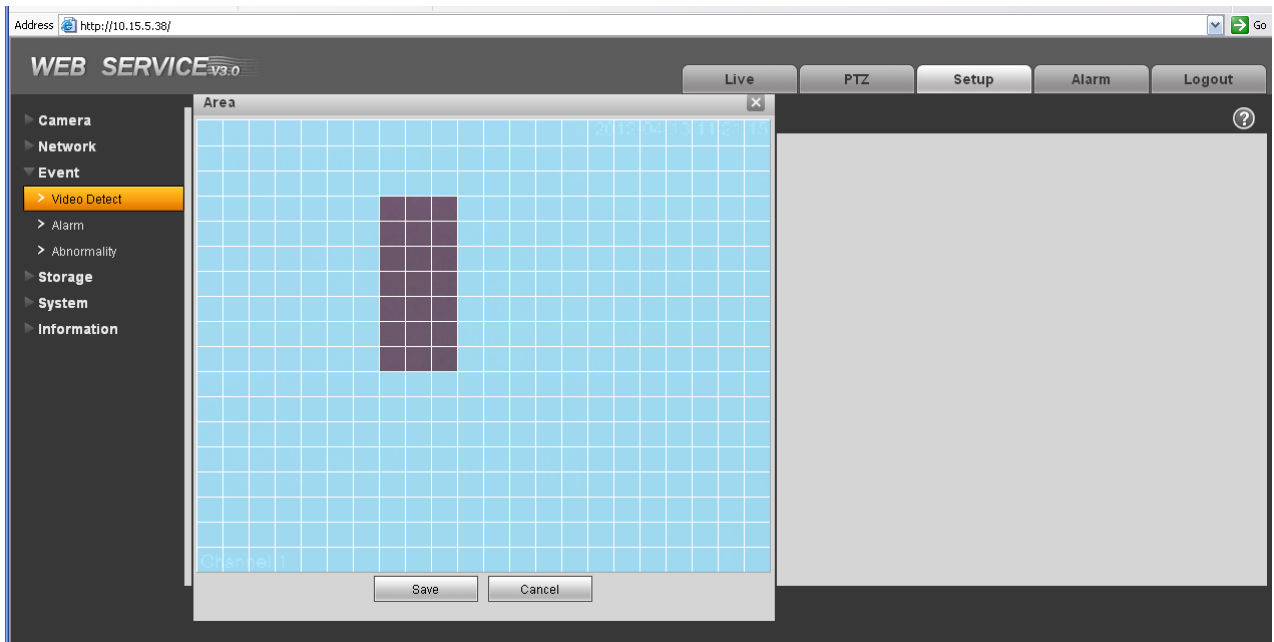 Address http://10.15.5.38/ Go
WEB SERVICE V3.0
Live PTZ Setup Alarm Logout
Area
Camera
Network
Event
Video Detect
Alarm
Abnormality
Storage
System
Information
Channel 1
Save Cancel